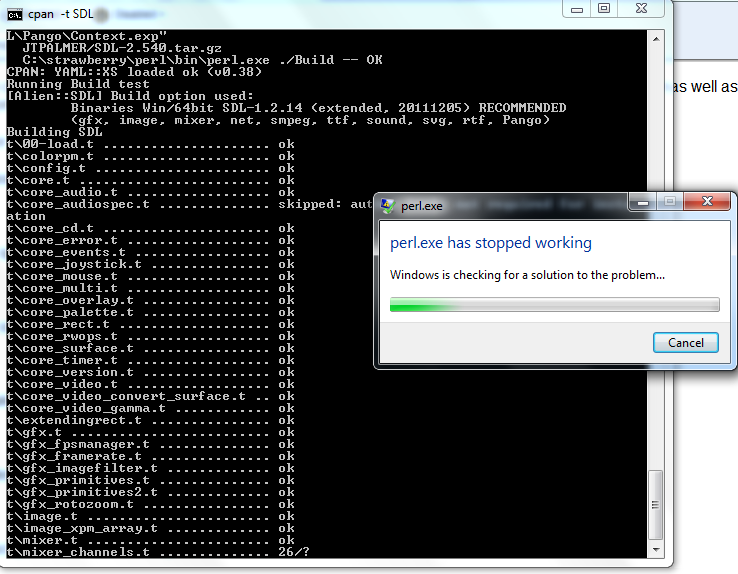 cpan -t SDL
L\Pango\Context.exp"
JTPALMER/SDL-2.540.tar.gz
C:\strawberry\perl\bin\perl.exe ./Build -- OK
CPAN: YAML::XS loaded ok (v0.38)
Running Build test
[Alien::SDL] Build option used:
Binaries Win/64bit SDL-1.2.14 (extended, 20111205) RECOMMENDED
(gfx, image, mixer, net, smpeg, ttf, sound, svg, rtf, Pango)
Building SDL
t\00-load.t ...................... ok
t\colorpm.t ...................... ok
t\config.t ....................... ok
t\core.t ......................... ok
t\core_audio.t ................... ok
t\core_audiospec.t ............... skipped: aut
ation
t\core_cd.t ...................... ok
t\core_error.t ................... ok
t\core_events.t .................. ok
t\core_joystick.t ................ ok
t\core_mouse.t ................... ok
t\core_multi.t ................... ok
t\core_overlay.t ................. ok
t\core_palette.t ................. ok
t\core_rect.t .................... ok
t\core_rwops.t ................... ok
t\core_surface.t ................. ok
t\core_timer.t ................... ok
t\core_version.t ................. ok
t\core_video.t ................... ok
t\core_video_convert_surface.t .. ok
t\core_video_gamma.t ............. ok
t\extendingrect.t ................ ok
t\gfx.t .......................... ok
t\gfx_fpsmanager.t ............... ok
t\gfx_framerate.t ................ ok
t\gfx_imagefilter.t .............. ok
t\gfx_primitives.t ............... ok
t\gfx_primitives2.t .............. ok
t\gfx_rotozoom.t ................. ok
t\image.t ........................ ok
t\image_xpm_array.t .............. ok
t\mixer.t ........................ ok
t\mixer_channels.t ............... 26/?
as well as
perl.exe
perl.exe has stopped working
Windows is checking for a solution to the problem...
Cancel